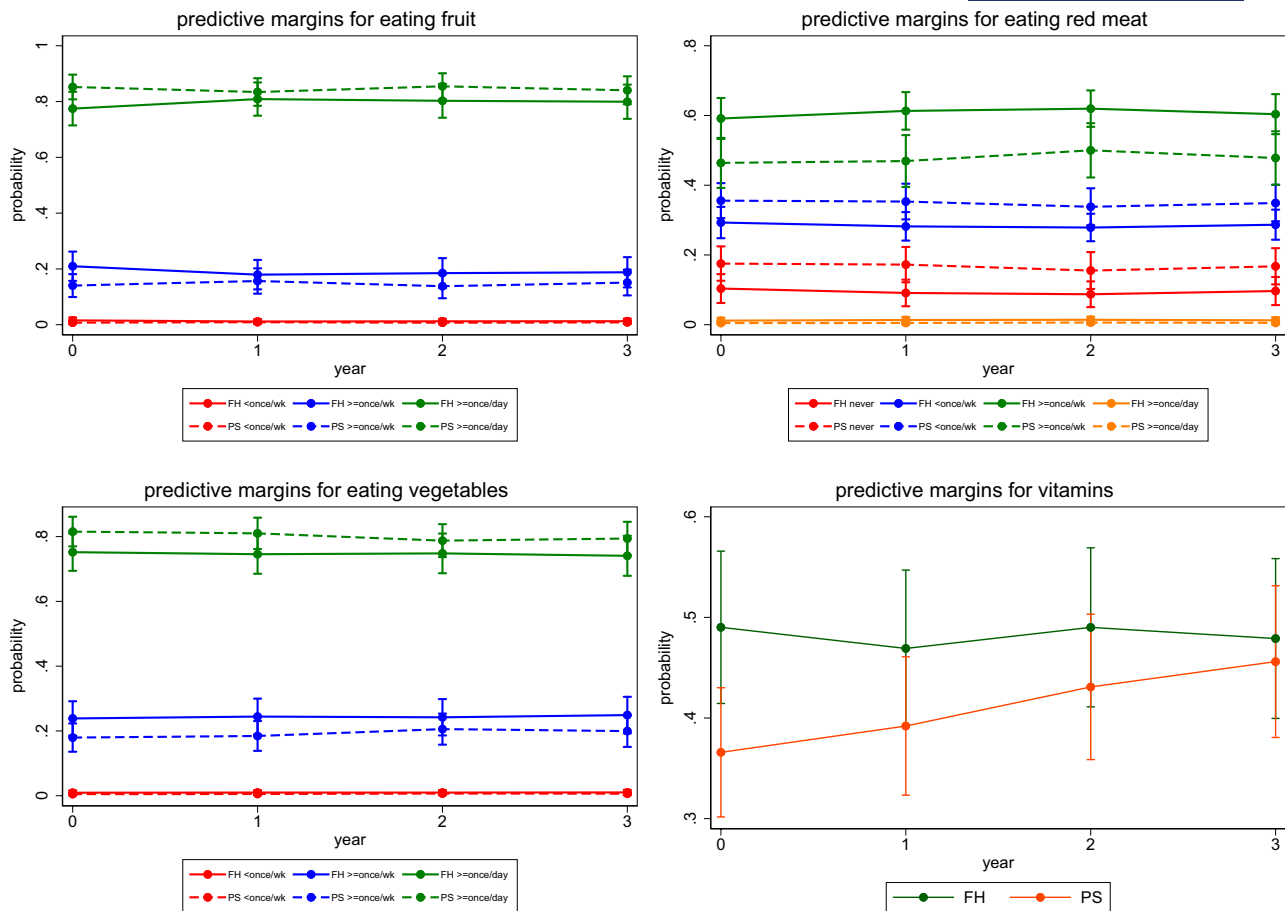 predictive margins for eating fruit
probability
0
.2
.4
.6
.8
1
0 1 2 3
year
FH <once/wk FH >=once/wk FH >=once/day
PS <once/wk PS >=once/wk PS >=once/day
predictive margins for eating red meat
probability
0
.2
.4
.6
.8
0 1 2 3
year
FH never FH <once/wk FH >=once/wk FH >=once/day
PS never PS <once/wk PS >=once/wk PS >=once/day
predictive margins for eating vegetables
probability
0
.2
.4
.6
.8
0 1 2 3
year
FH <once/wk FH >=once/wk FH >=once/day
PS <once/wk PS >=once/wk PS >=once/day
predictive margins for vitamins
probability
.3
.4
.5
.6
0 1 2 3
year
FH PS